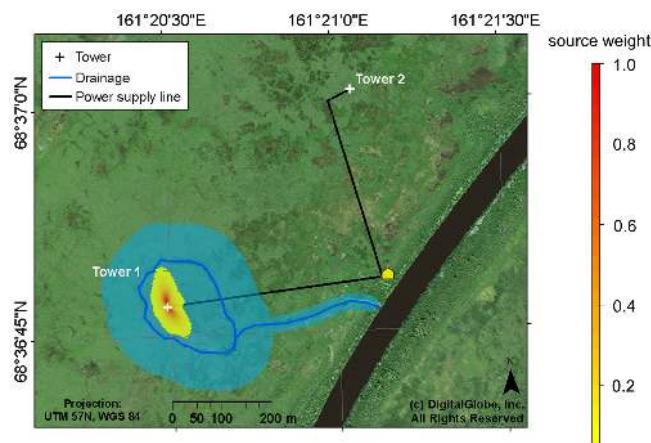 161°20'30"E
161°21'0"E
161°21'30"E
source weight
Tower
Drainage
Power supply line
Tower 2
68°37'0"N
1.0
0.8
0.6
0.4
0.2
Tower 1
68°36'45"N
Projection:
UTM 57N, WGS 84
0 50 100 200 m
N
(c) DigitalGlobe, Inc.
All Rights Reserved